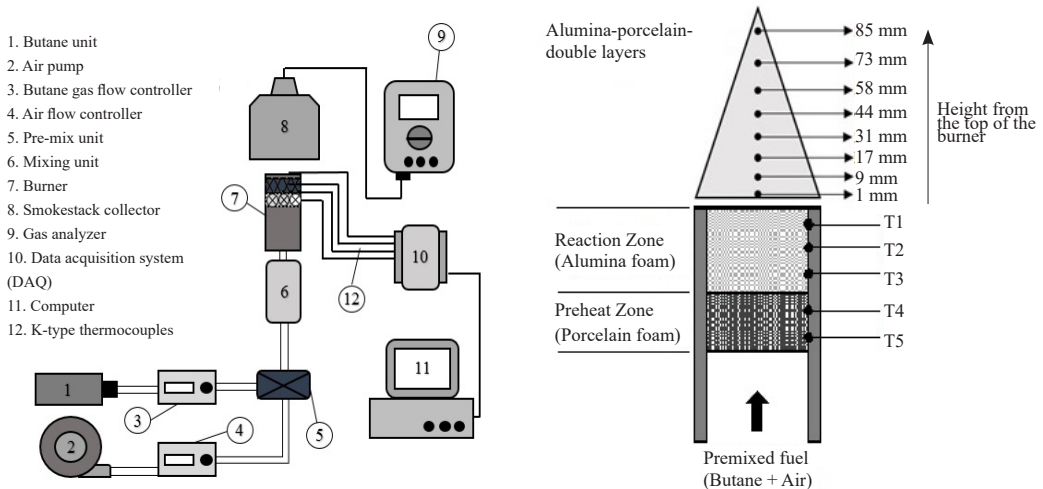 1. Butane unit
2. Air pump
3. Butane gas flow controller
4. Air flow controller
5. Pre-mix unit
6. Mixing unit
7. Burner
8. Smokestack collector
9. Gas analyzer
10. Data acquisition system
(DAQ)
11. Computer
12. K-type thermocouples
9
8
7
10
6
12
11
1
3
5
2
4
Alumina-porcelain-
double layers
85 mm
73 mm
58 mm
44 mm
31 mm
17 mm
9 mm
1 mm
Height from
the top of the
burner
Reaction Zone
(Alumina foam)
T1
T2
T3
Preheat Zone
(Porcelain foam)
T4
T5
Premixed fuel
(Butane + Air)